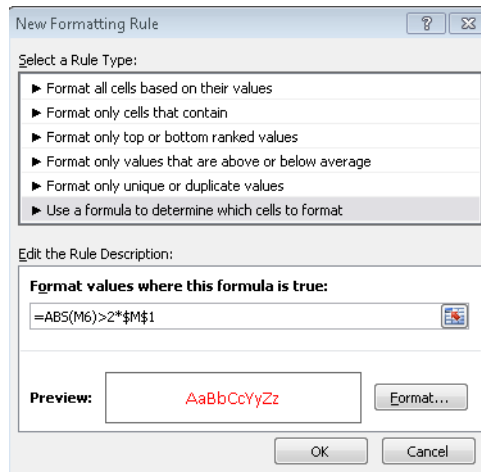 New Formatting Rule
Select a Rule Type:
► Format all cells based on their values
► Format only cells that contain
► Format only top or bottom ranked values
► Format only values that are above or below average
► Format only unique or duplicate values
► Use a formula to determine which cells to format
Edit the Rule Description:
Format values where this formula is true:
=ABS(M6)>2*$M$1
Preview: AaBbCcYyZz Format...
OK Cancel